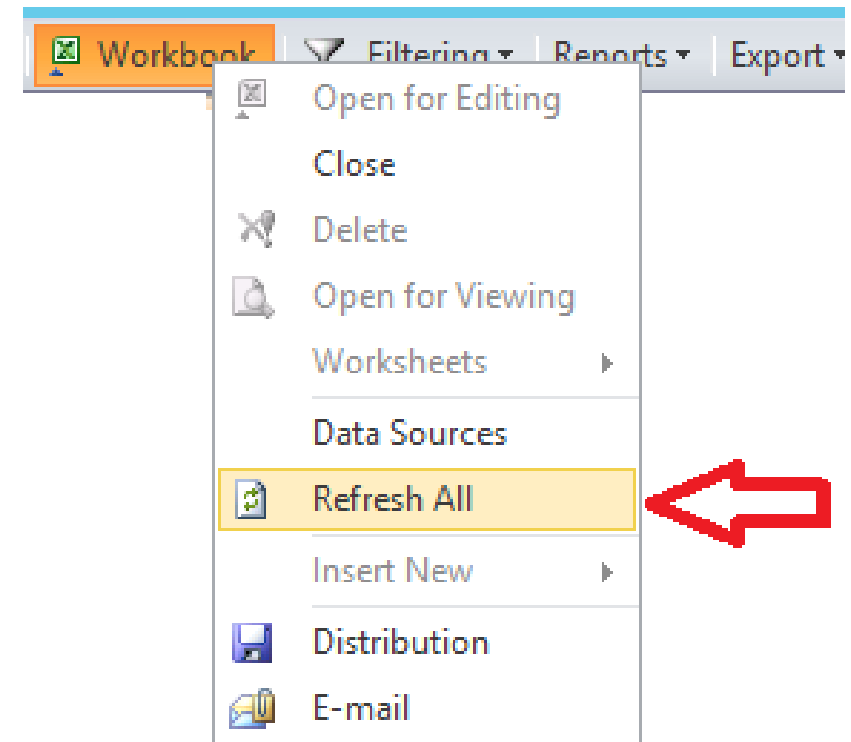 Workbook Filtering Reports Export
Open for Editing
Close
Delete
Open for Viewing
Worksheets
Data Sources
Refresh All
Insert New
Distribution
E-mail